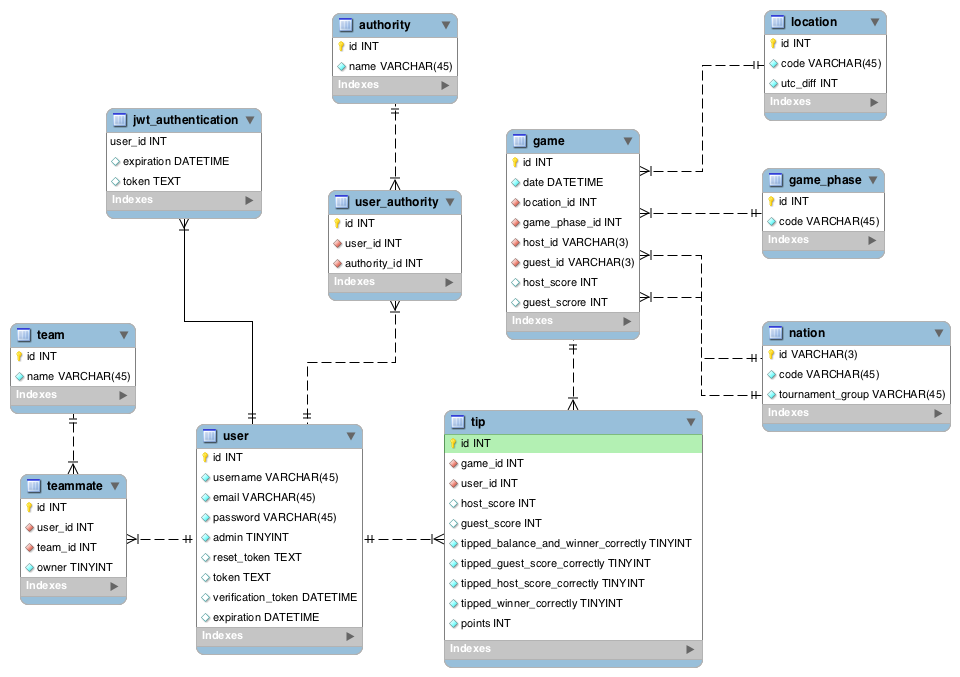 authority
id INT
name VARCHAR(45)
Indexes
location
id INT
code VARCHAR(45)
utc_diff INT
Indexes
jwt_authentication
user_id INT
expiration DATETIME
token TEXT
Indexes
game
id INT
date DATETIME
location_id INT
game_phase_id INT
host_id VARCHAR(3)
guest_id VARCHAR(3)
host_score INT
guest_scrore INT
Indexes
game_phase
id INT
code VARCHAR(45)
Indexes
user_authority
id INT
user_id INT
authority_id INT
Indexes
team
id INT
name VARCHAR(45)
Indexes
nation
id VARCHAR(3)
code VARCHAR(45)
tournament_group VARCHAR(45)
Indexes
teammate
id INT
user_id INT
team_id INT
owner TINYINT
Indexes
user
id INT
username VARCHAR(45)
email VARCHAR(45)
password VARCHAR(45)
admin TINYINT
reset_token TEXT
token TEXT
verification_token DATETIME
expiration DATETIME
Indexes
tip
id INT
game_id INT
user_id INT
host_score INT
guest_score INT
tipped_balance_and_winner_correctly TINYINT
tipped_guest_score_correctly TINYINT
tipped_host_score_correctly TINYINT
tipped_winner_correctly TINYINT
points INT
Indexes